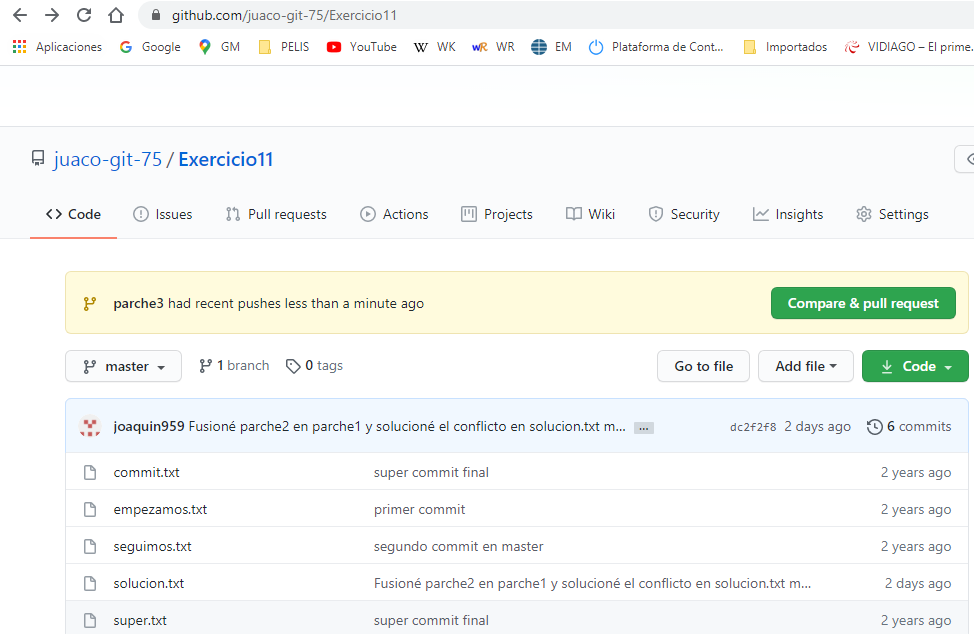 github.com/juaco-git-75/Exercicio11
Aplicaciones Google GM PELIS YouTube WK WR EM Plataforma de Cont... Importados VIDIAGO – El prime.
juaco-git-75 / Exercicio11
Code Issues Pull requests Actions Projects Wiki Security Insights Settings
parche3 had recent pushes less than a minute ago Compare & pull request
master 1 branch 0 tags Go to file Add file Code
joaquin959 Fusioné parche2 en parche1 y solucioné el conflicto en solucion.txt m... ... dc2f2f8 2 days ago 6 commits
commit.txt super commit final 2 years ago
empezamos.txt primer commit 2 years ago
seguimos.txt segundo commit en master 2 years ago
solucion.txt Fusioné parche2 en parche1 y solucioné el conflicto en solucion.txt m... 2 days ago
super.txt super commit final 2 years ago